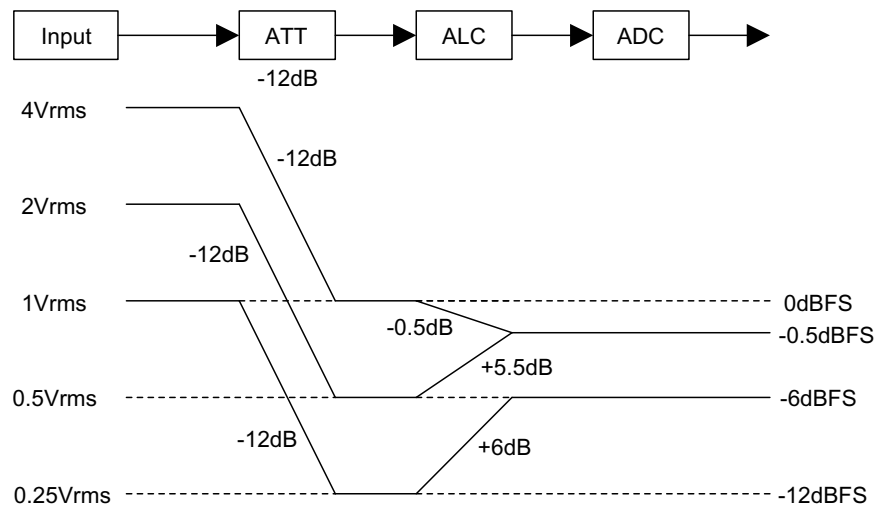 Input ATT ALC ADC
-12dB
4Vrms
-12dB
2Vrms
-12dB
1Vrms 0dBFS
-0.5dB -0.5dBFS
+5.5dB
0.5Vrms -6dBFS
-12dB +6dB
0.25Vrms -12dBFS